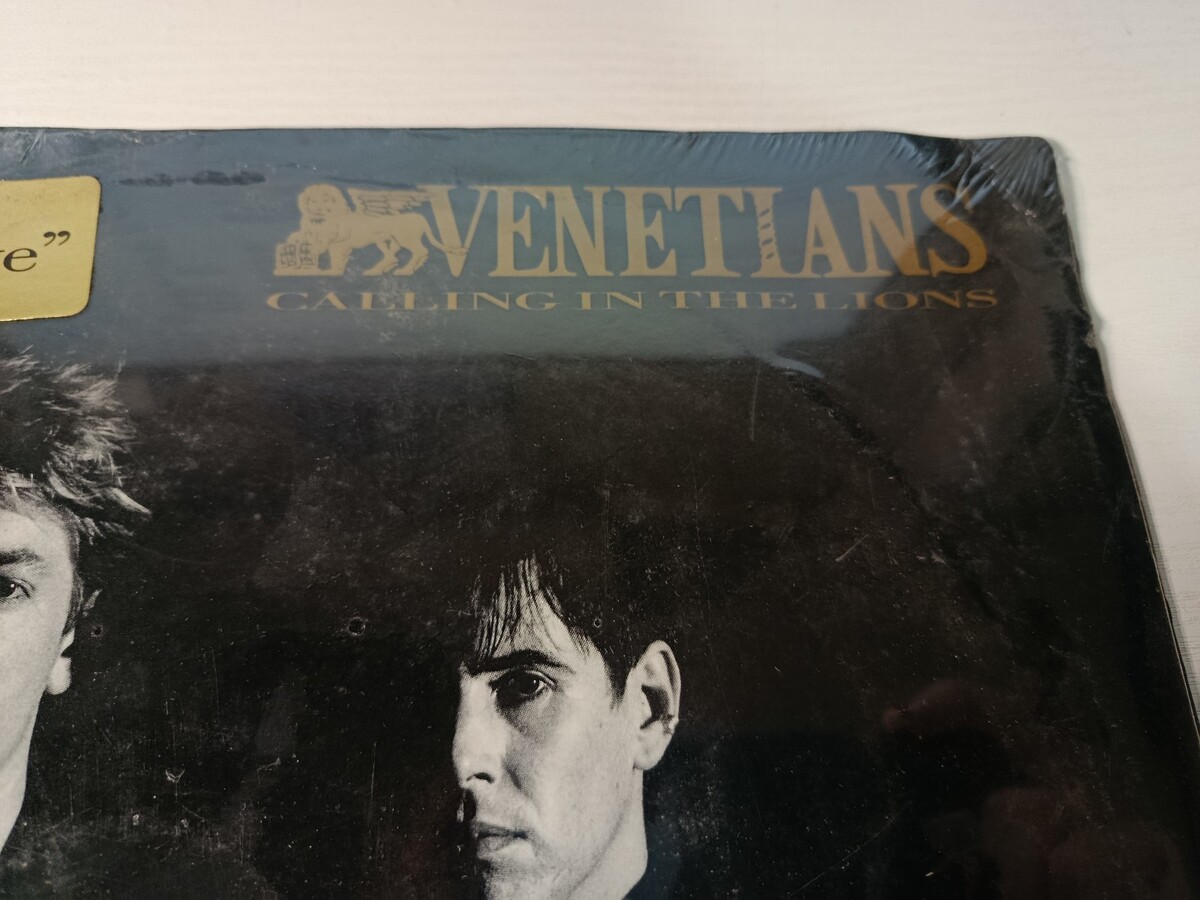 VENETIANS
CALLING IN THE LIONS